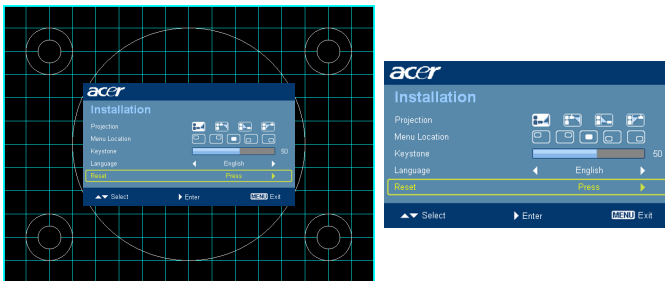 acer
Installation
Projection
Menu Location
Keystone 50
Language English
Reset Press
Select Enter MENU Exit
acer
Installation
Projection
Menu Location
Keystone 50
Language English
Reset Press
Select Enter MENU Exit